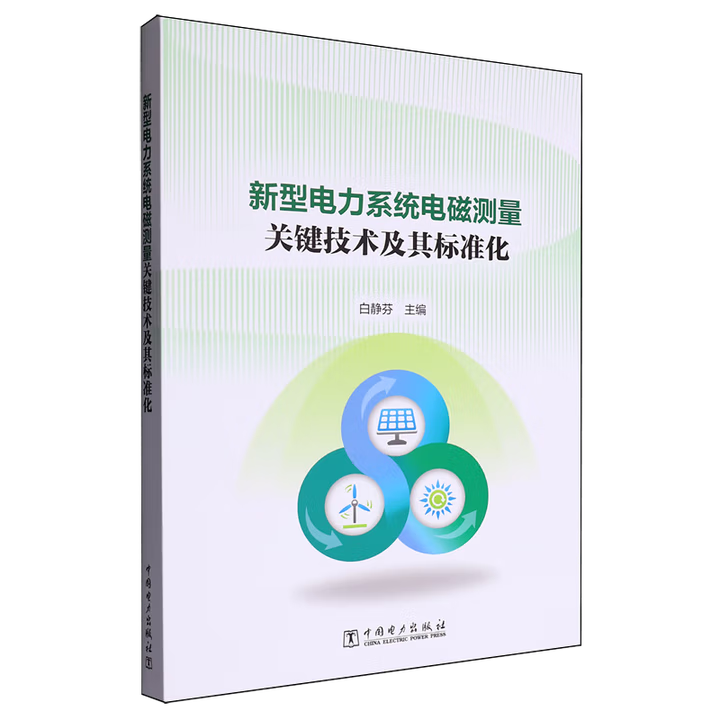 新型电力系统电磁测量关键技术及其标准化
中国电力出版社
新型电力系统电磁测量
关键技术及其标准化
白静芬 主编
中国电力出版社
CHINA ELECTRIC POWER PRESS